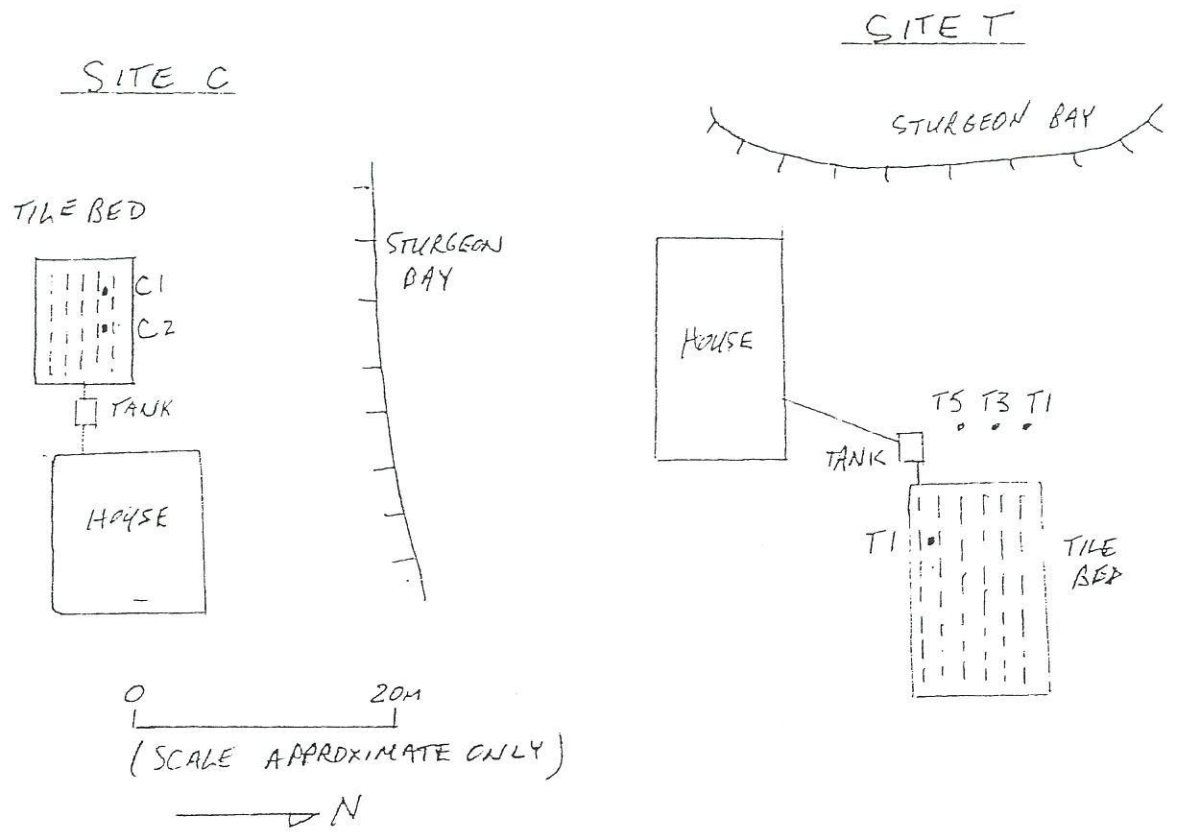 SITE C
TILE BED
C1
C2
TANK
HOUSE
STURGEON
BAY
0 20M
(SCALE APPROXIMATE ONLY)
N
SITE T
STURGEON BAY
HOUSE
T5 T3 T1
TANK
T1
TILE
BED